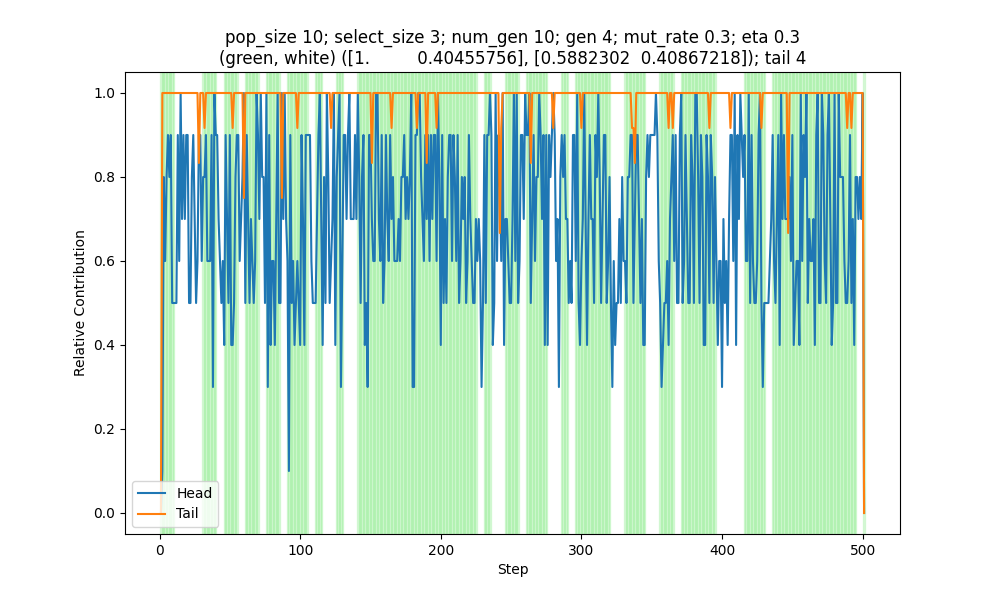 pop_size 10; select_size 3; num_gen 10; gen 4; mut_rate 0.3; eta 0.3
(green, white) ([1.         0.40455756], [0.5882302  0.40867218]); tail 4
1.0
0.8
0.6
0.4
0.2
0.0
Relative Contribution
Head
Tail
0
100
200
300
400
500
Step